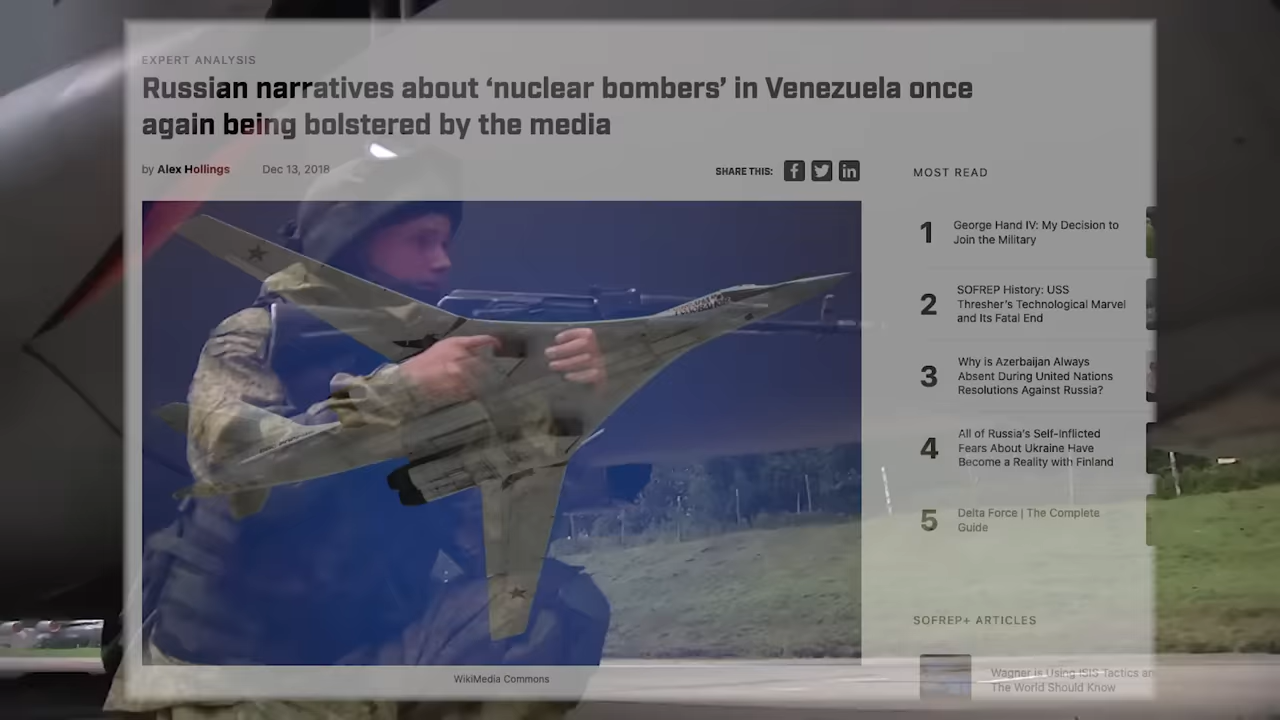 EXPERT ANALYSIS
Russian narratives about ‘nuclear bombers’ in Venezuela once
again being bolstered by the media
by Alex Hollings Dec 13, 2018
SHARE THIS:
WikiMedia Commons
MOST READ
1
George Hand IV: My Decision to
Join the Military
2
SOFREP History: USS
Thresher's Technological Marvel
and Its Fatal End
3
Why is Azerbaijan Always
Absent During United Nations
Resolutions Against Russia?
4
All of Russia's Self-Inflicted
Fears About Ukraine Have
Become a Reality with Finland
5
Delta Force | The Complete
Guide
SOFREP+ ARTICLES
Wagner is Using ISIS Tactics an
The World Should Know